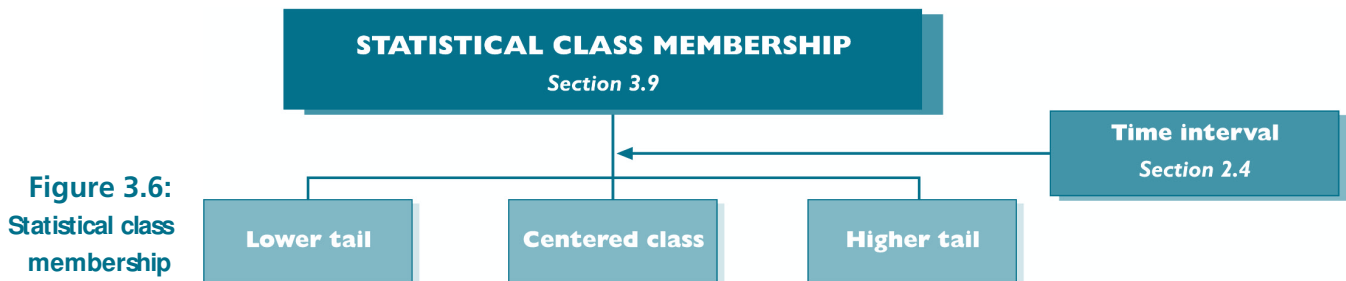 STATISTICAL CLASS MEMBERSHIP
Section 3.9
Time interval
Section 2.4
Figure 3.6:
Statistical class
membership
Lower tail
Centered class
Higher tail